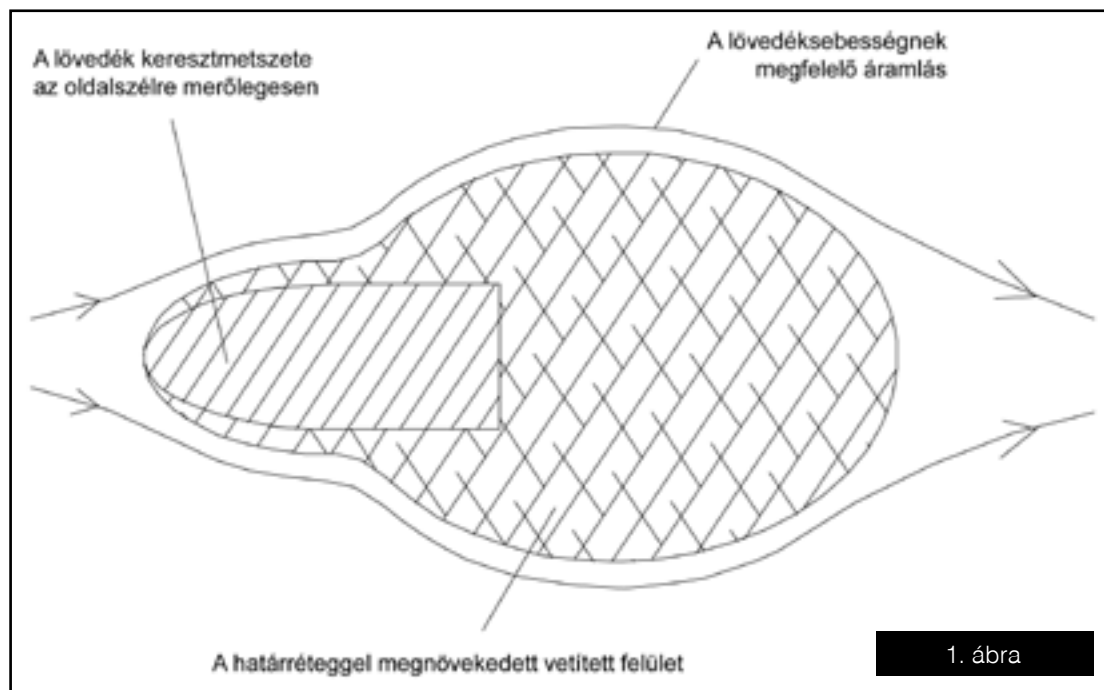 A lövedék keresztmetszete
az oldalszélre merőlegesen
A lövedéksebességnek
megfelelő áramlás
A határréteggel megnövekedett vetített felület
1. ábra